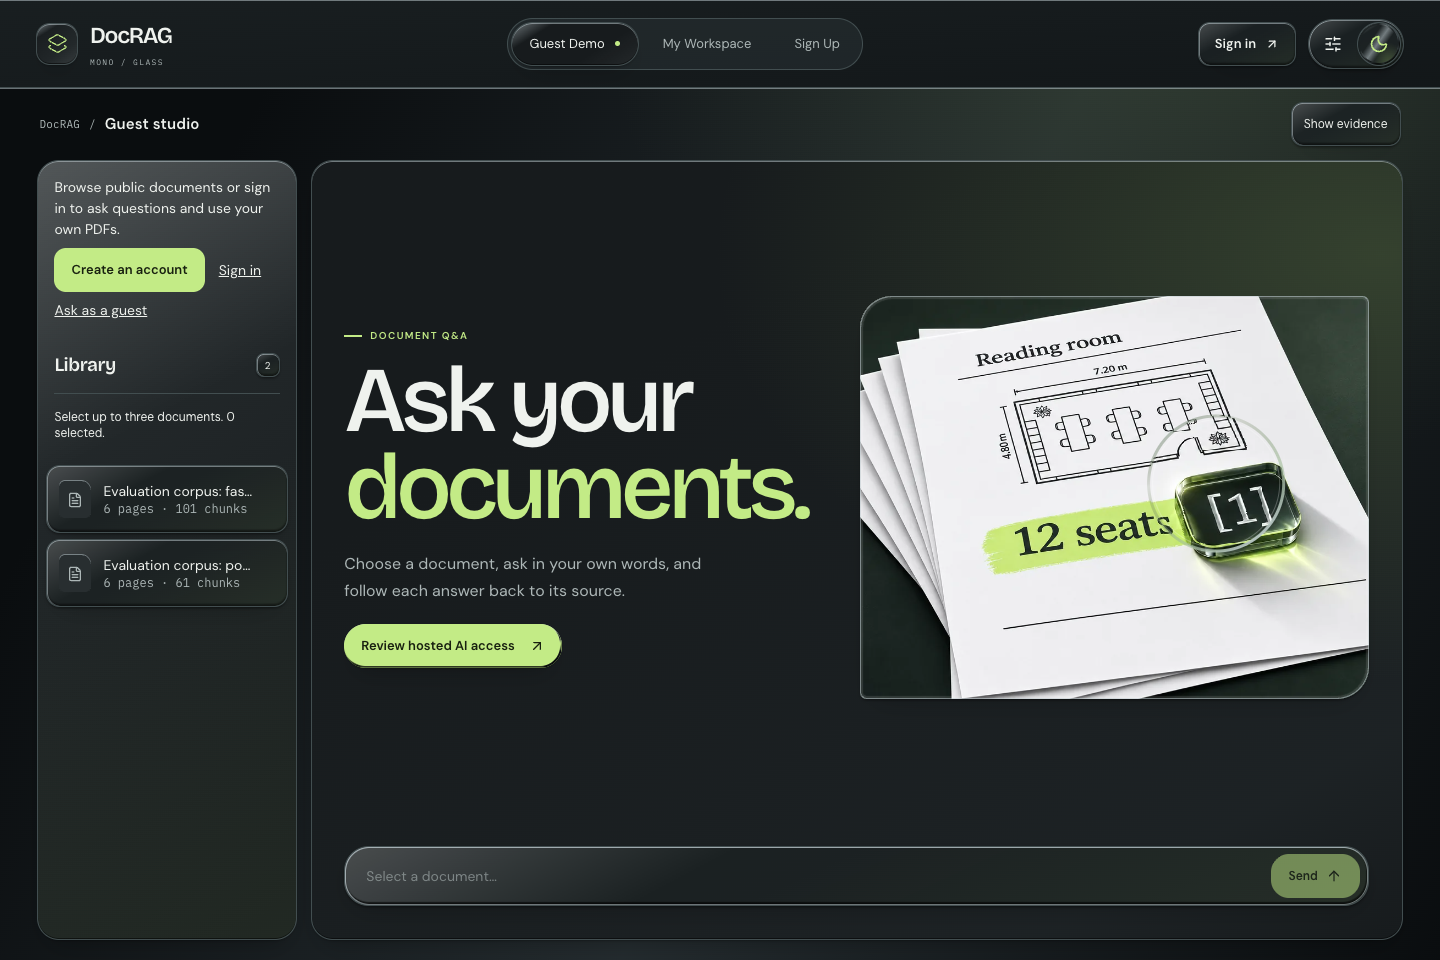 DocRAG
MONO / GLASS
Guest Demo
My Workspace
Sign Up
Sign in
DocRAG / Guest studio
Show evidence
Browse public documents or sign
in to ask questions and use your
own PDFs.
Create an account
Sign in
Ask as a guest
Library
2
Select up to three documents. 0
selected.
Evaluation corpus: fas…
6 pages · 101 chunks
Evaluation corpus: po…
6 pages · 61 chunks
DOCUMENT Q&A
Ask your
documents.
Choose a document, ask in your own words, and
follow each answer back to its source.
Review hosted AI access
Reading room
7.20 m
4.80 m
12 seats
[1]
Select a document…
Send